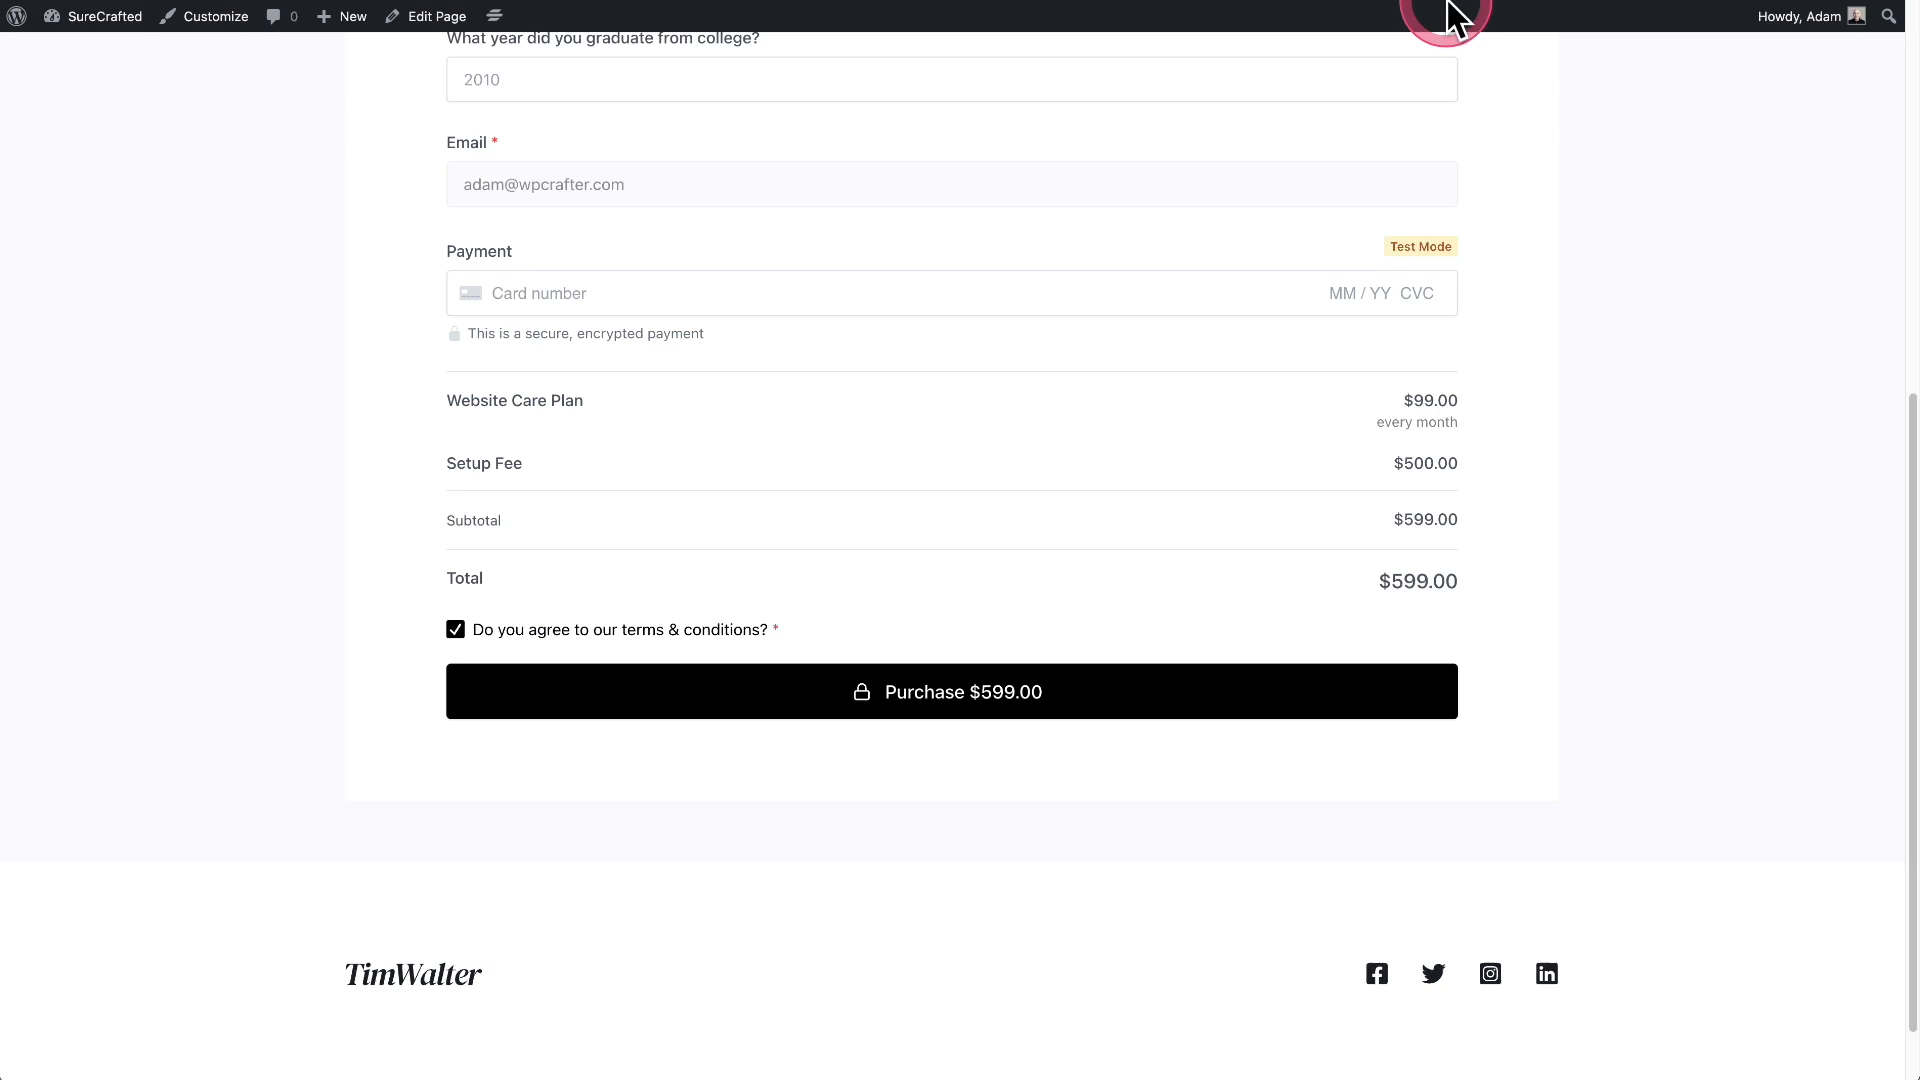 SureCrafted Customize 0 New Edit Page Howdy, Adam
What year did you graduate from college?
2010
Email *
adam@wpcrafter.com
Payment Test Mode
Card number MM / YY CVC
This is a secure, encrypted payment
Website Care Plan $99.00
every month
Setup Fee $500.00
Subtotal $599.00
Total $599.00
Do you agree to our terms & conditions? *
Purchase $599.00
TimWalter